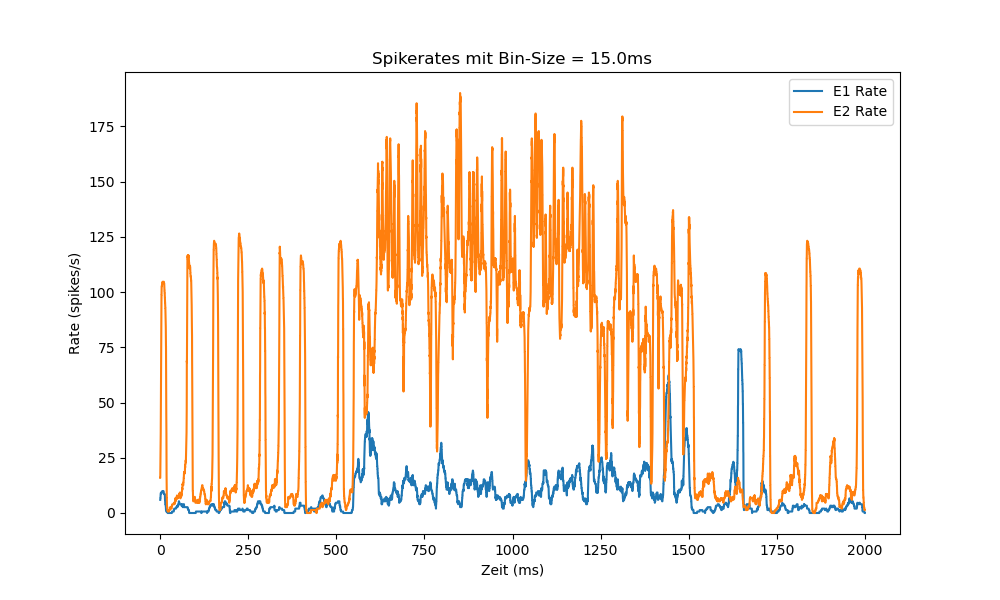 Spikerates mit Bin-Size = 15.0ms
E1 Rate
E2 Rate
175
150
125
100
75
50
25
0
Rate (spikes/s)
0 250 500 750 1000 1250 1500 1750 2000
Zeit (ms)